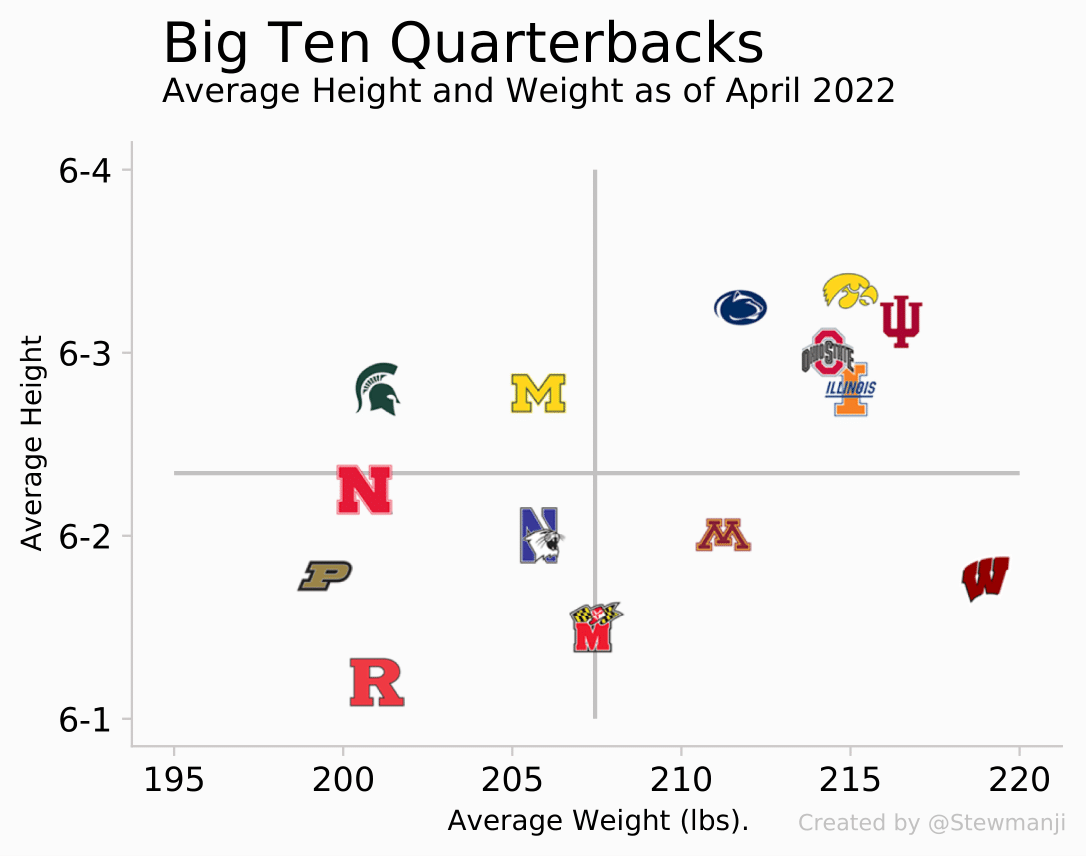 Big Ten Quarterbacks
Average Height and Weight as of April 2022
Average Height
6-4
6-3
6-2
6-1
OHIO STATE
ILLINOIS
M
N
N
M
P
W
M
R
195 200 205 210 215 220
Average Weight (lbs).
Created by @Stewmanji